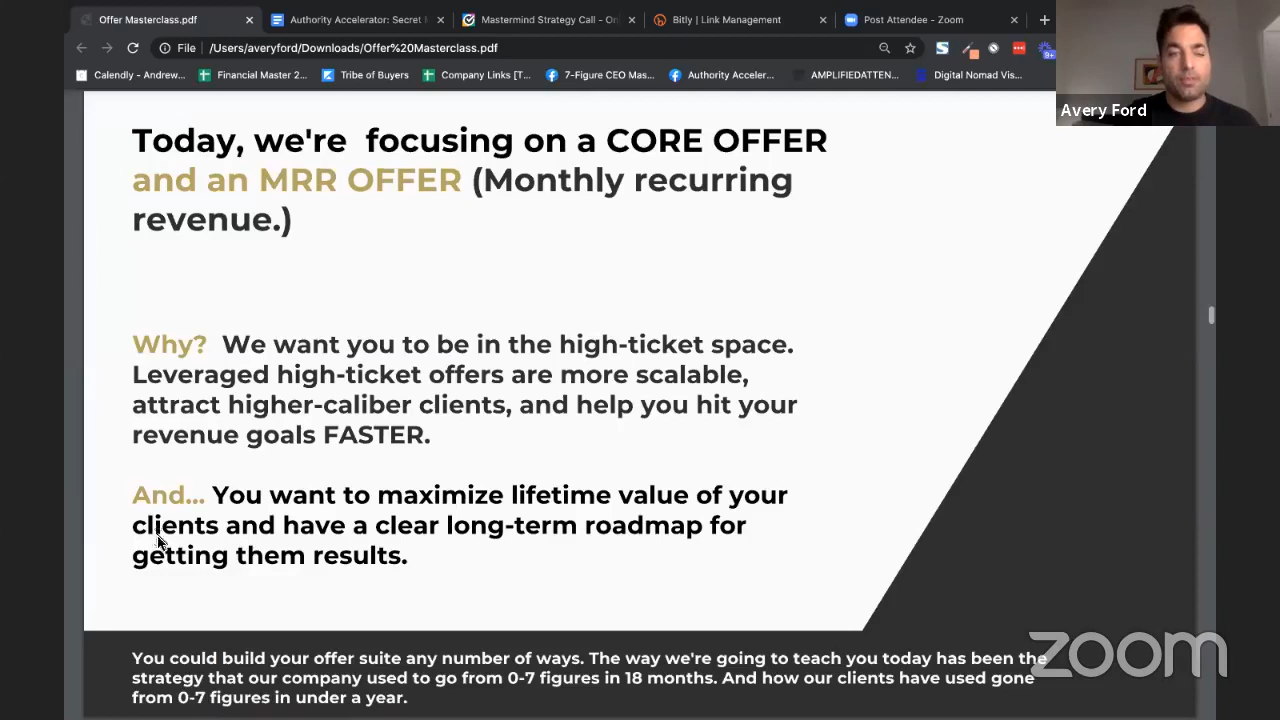 Offer Masterclass.pdf
Authority Accelerator: Secret
Mastermind Strategy Call - Onl
Bitly | Link Management
Post Attendee - Zoom
File
/Users/averyford/Downloads/Offer%20Masterclass.pdf
9+
Calendly - Andrew...
Financial Master 2...
Tribe of Buyers
Company Links [T...
7-Figure CEO Mas...
Authority Acceler...
AMPLIFIEDATTEN...
Digital Nomad Vis...
Avery Ford
Today, we're focusing on a CORE OFFER
and an MRR OFFER (Monthly recurring
revenue.)
Why? We want you to be in the high-ticket space.
Leveraged high-ticket offers are more scalable,
attract higher-caliber clients, and help you hit your
revenue goals FASTER.
And... You want to maximize lifetime value of your
clients and have a clear long-term roadmap for
getting them results.
You could build your offer suite any number of ways. The way we're going to teach you today has been the
strategy that our company used to go from 0-7 figures in 18 months. And how our clients have used gone
from 0-7 figures in under a year.
zoom